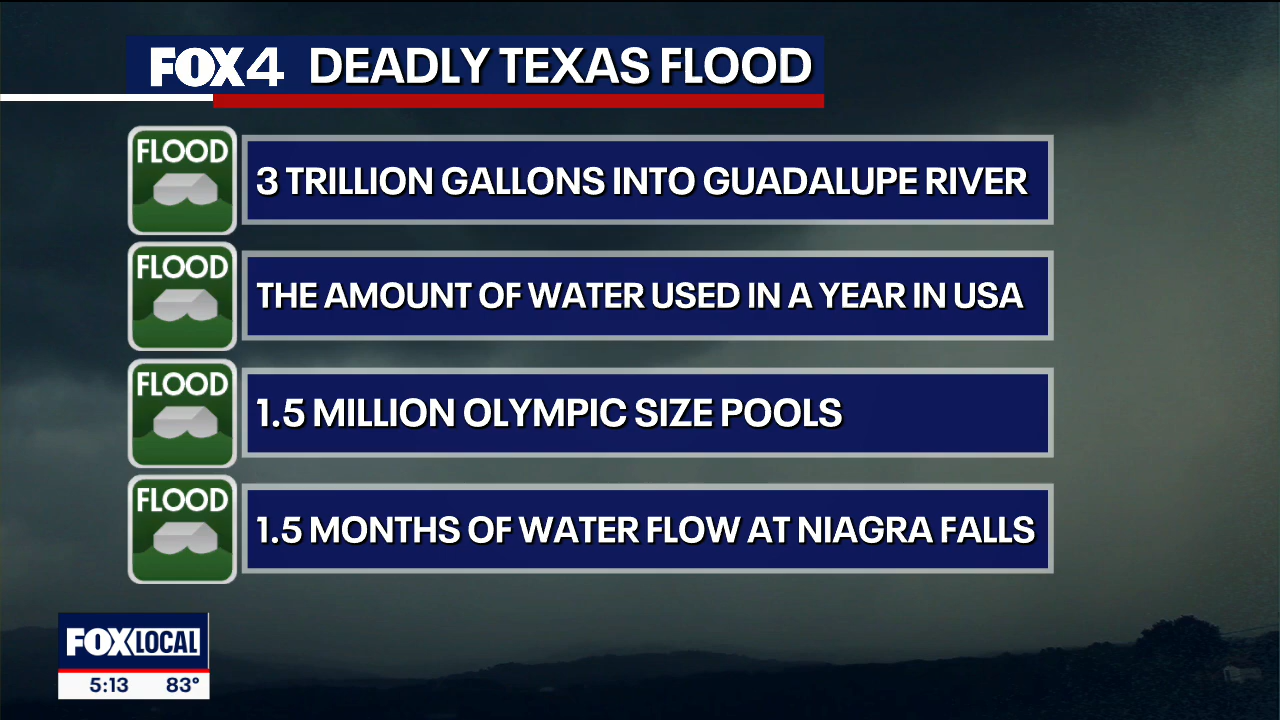 FOX4 DEADLY TEXAS FLOOD
FLOOD
3 TRILLION GALLONS INTO GUADALUPE RIVER
FLOOD
THE AMOUNT OF WATER USED IN A YEAR IN USA
FLOOD
1.5 MILLION OLYMPIC SIZE POOLS
FLOOD
1.5 MONTHS OF WATER FLOW AT NIAGRA FALLS
FOX LOCAL
5:13 83°